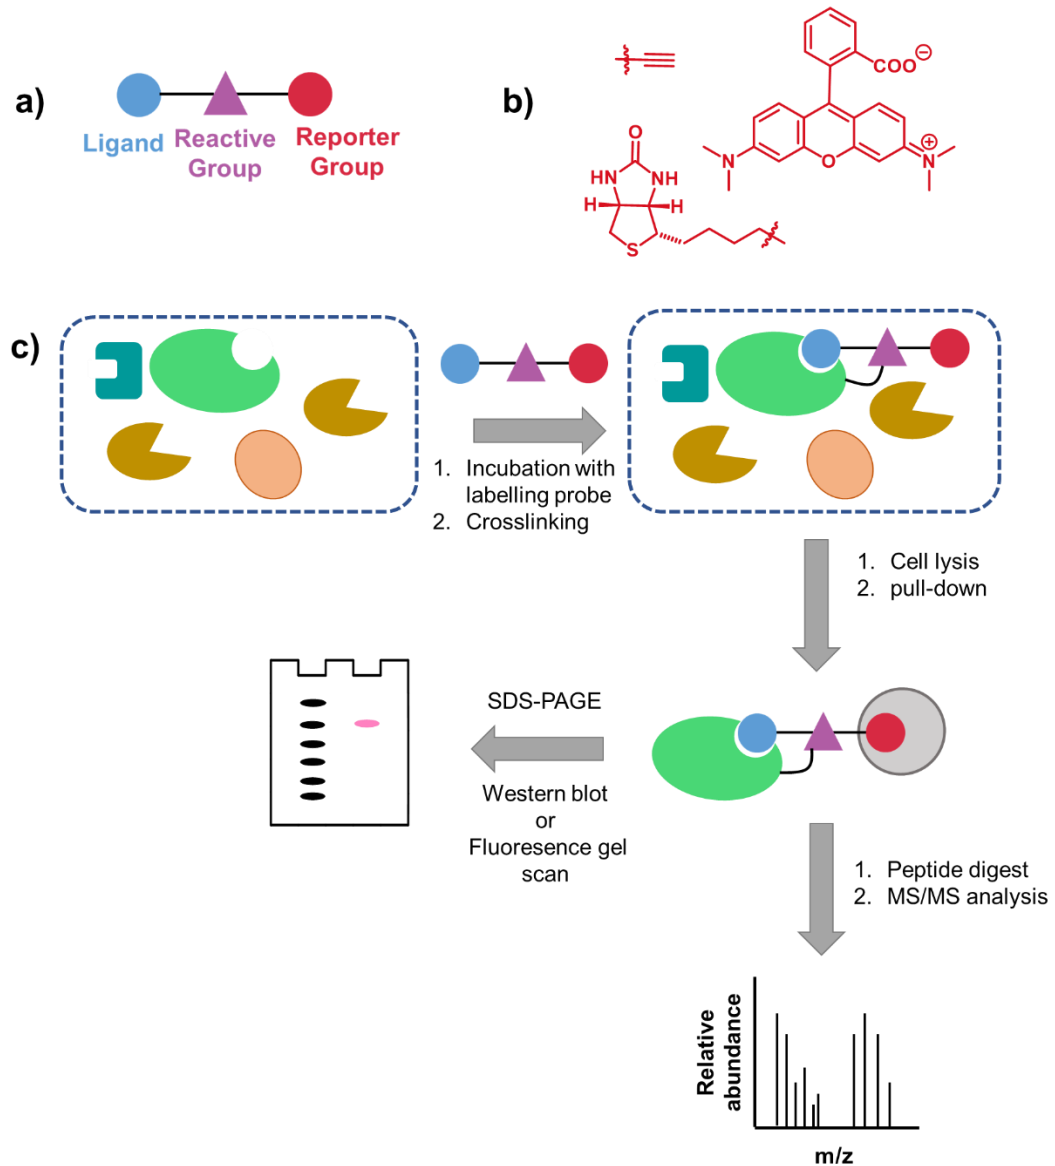 a)
Ligand
Reactive
Group
Reporter
Group
b)
COO⊖
N
O
N⊕
O
HN
NH
H
H
S
c)
1. Incubation with
labelling probe
2. Crosslinking
1. Cell lysis
2. pull-down
SDS-PAGE
Western blot
or
Fluoresence gel
scan
1. Peptide digest
2. MS/MS analysis
Relative
abundance
m/z